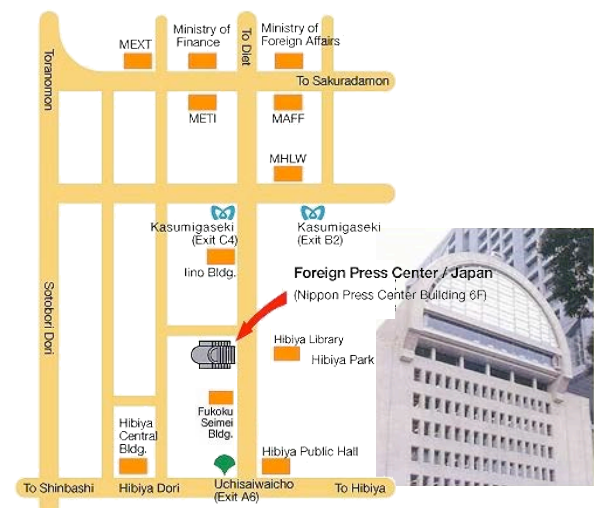 MEXT
Ministry of
Finance
To Diet
Ministry of
Foreign Affairs
Toranomon
To Sakuradamon
METI
MAFF
MHLW
Kasumigaseki
(Exit C4)
Kasumigaseki
(Exit B2)
Iino Bldg.
Foreign Press Center / Japan
(Nippon Press Center Building 6F)
Sotobori Dori
Hibiya Library
Hibiya Park
Fukoku
Seimei
Bldg.
Hibiya
Central
Bldg.
Hibiya Public Hall
To Shinbashi
Hibiya Dori
Uchisaiwaicho
(Exit A6)
To Hibiya